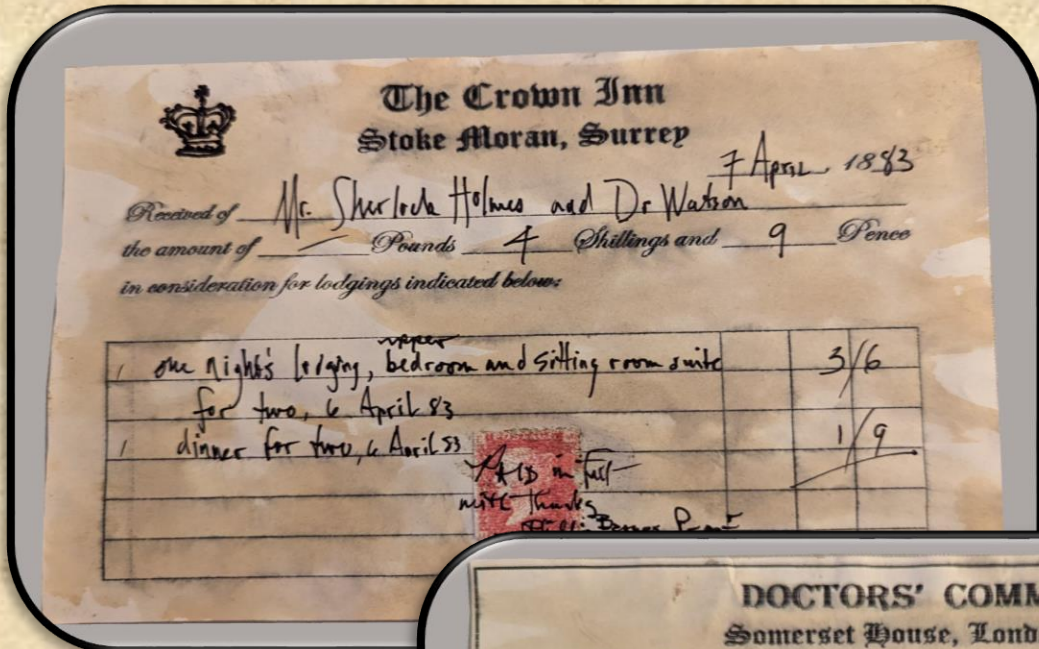 The Crown Inn
Stoke Moran, Surrey
7 April 1883
Received of Mr. Sherlock Holmes and Dr Watson
the amount of — Pounds 4 Shillings and 9 Pence
in consideration for lodgings indicated below:
upper
1 one night's lodging, bedroom and sitting room suite 3/6
for two, 6 April 83
1 dinner for two, 6 April 83 1/9
PAID in full
with thanks
DOCTORS' COMM
Somerset House, Lond